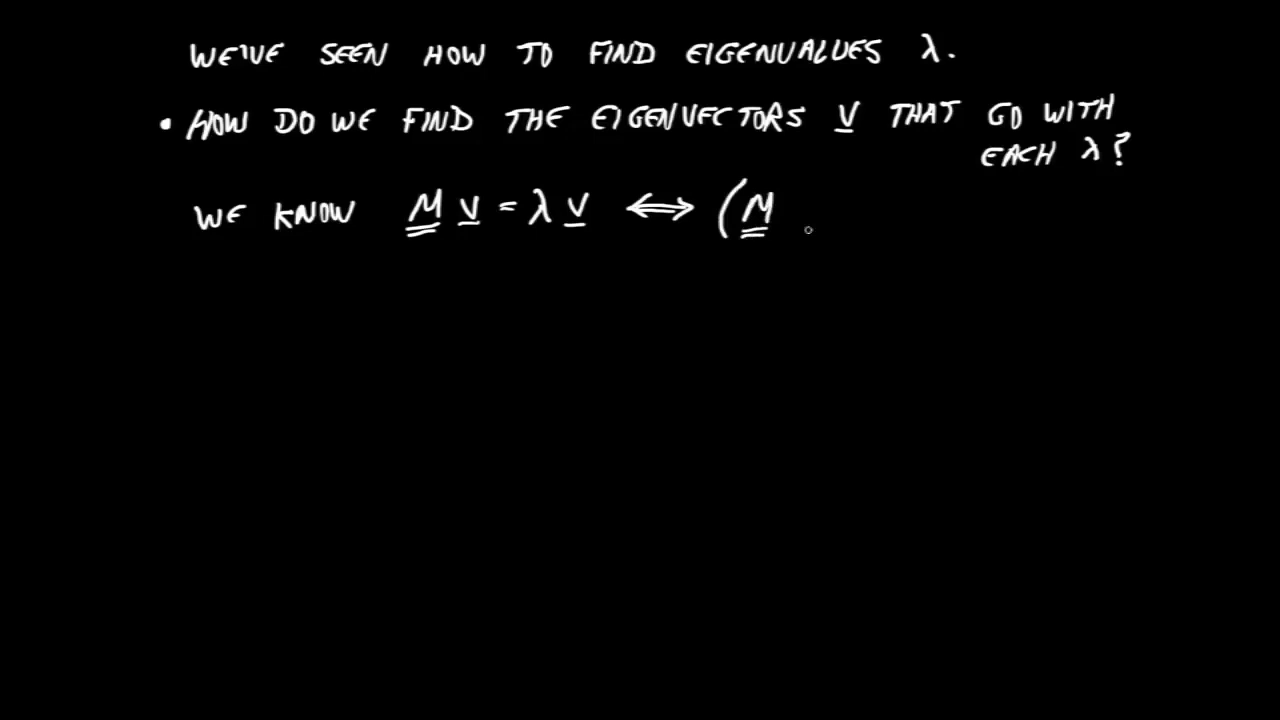 WE'VE SEEN HOW TO FIND EIGENVALUES λ.
• HOW DO WE FIND THE EIGENVECTORS v THAT GO WITH
EACH λ?
WE KNOW M v = λ v ⟺ (M